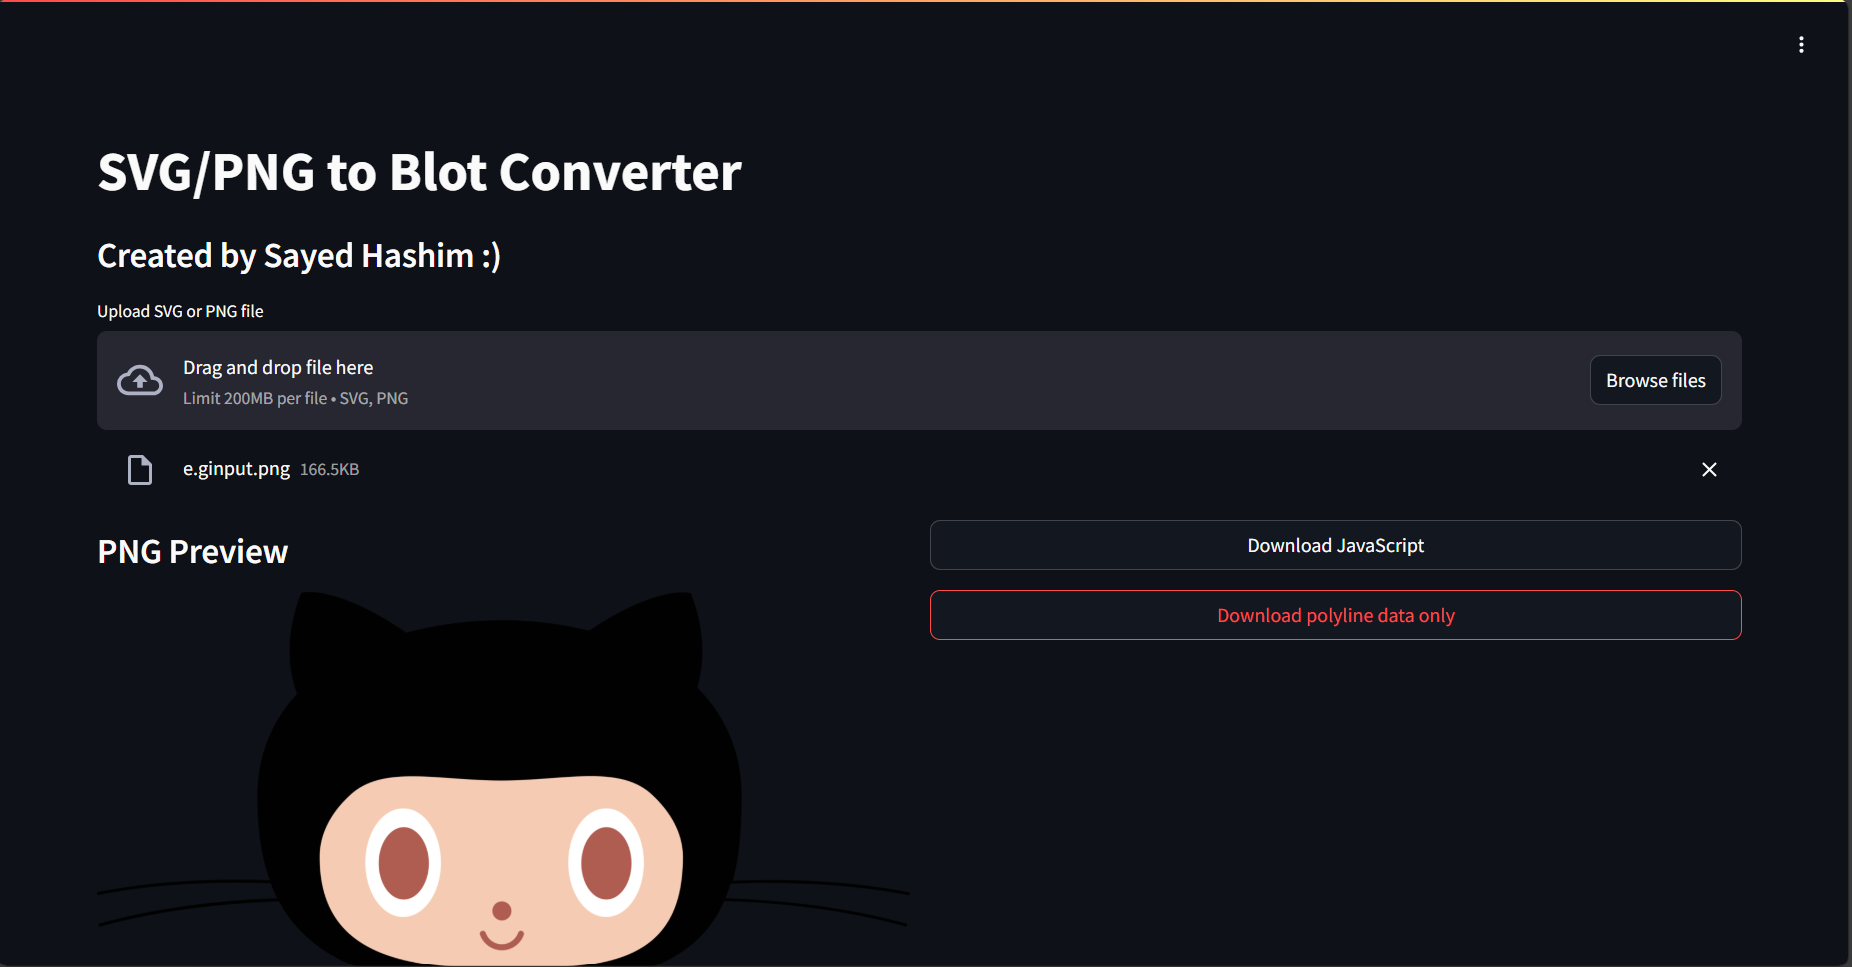 SVG/PNG to Blot Converter
Created by Sayed Hashim :)
Upload SVG or PNG file
Drag and drop file here
Limit 200MB per file • SVG, PNG
Browse files
e.ginput.png 166.5KB
PNG Preview
Download JavaScript
Download polyline data only